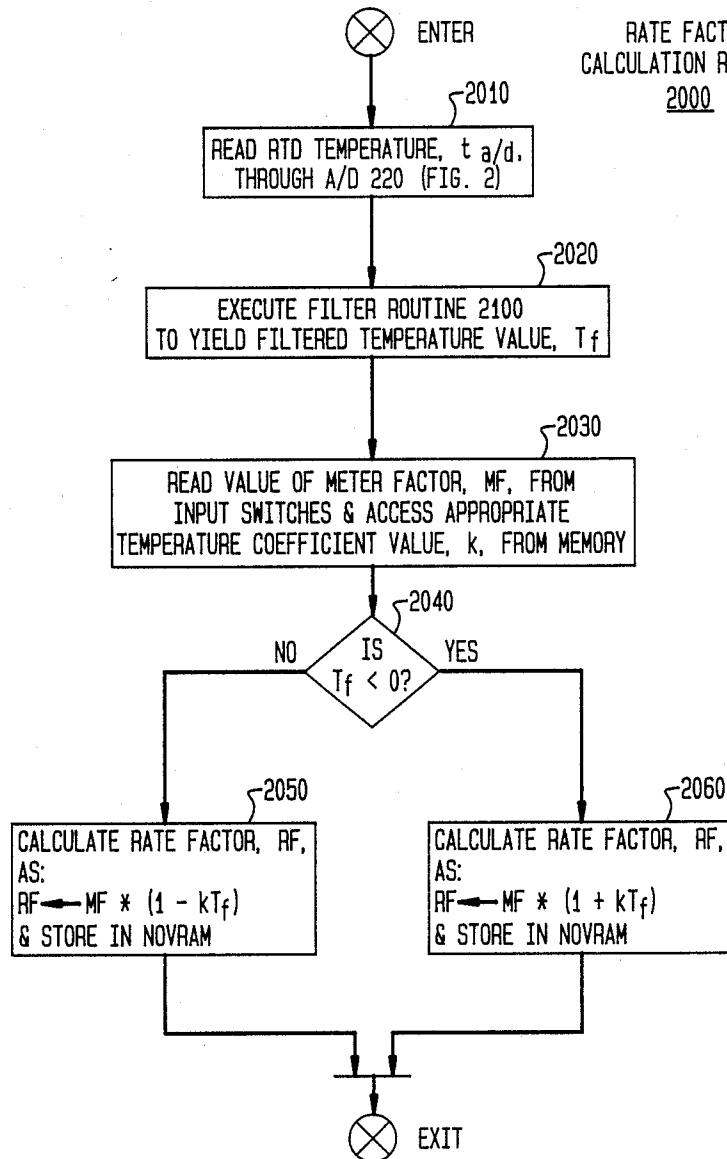 ENTER
RATE FACT
CALCULATION R
2000
2010
READ RTD TEMPERATURE, t a/d,
THROUGH A/D 220 (FIG. 2)
2020
EXECUTE FILTER ROUTINE 2100
TO YIELD FILTERED TEMPERATURE VALUE, Tf
2030
READ VALUE OF METER FACTOR, MF, FROM
INPUT SWITCHES & ACCESS APPROPRIATE
TEMPERATURE COEFFICIENT VALUE, k, FROM MEMORY
2040
NO
IS
Tf < 0?
YES
2050
CALCULATE RATE FACTOR, RF,
AS:
RF ← MF * (1 - kTf)
& STORE IN NOVRAM
2060
CALCULATE RATE FACTOR, RF,
AS:
RF ← MF * (1 + kTf)
& STORE IN NOVRAM
EXIT